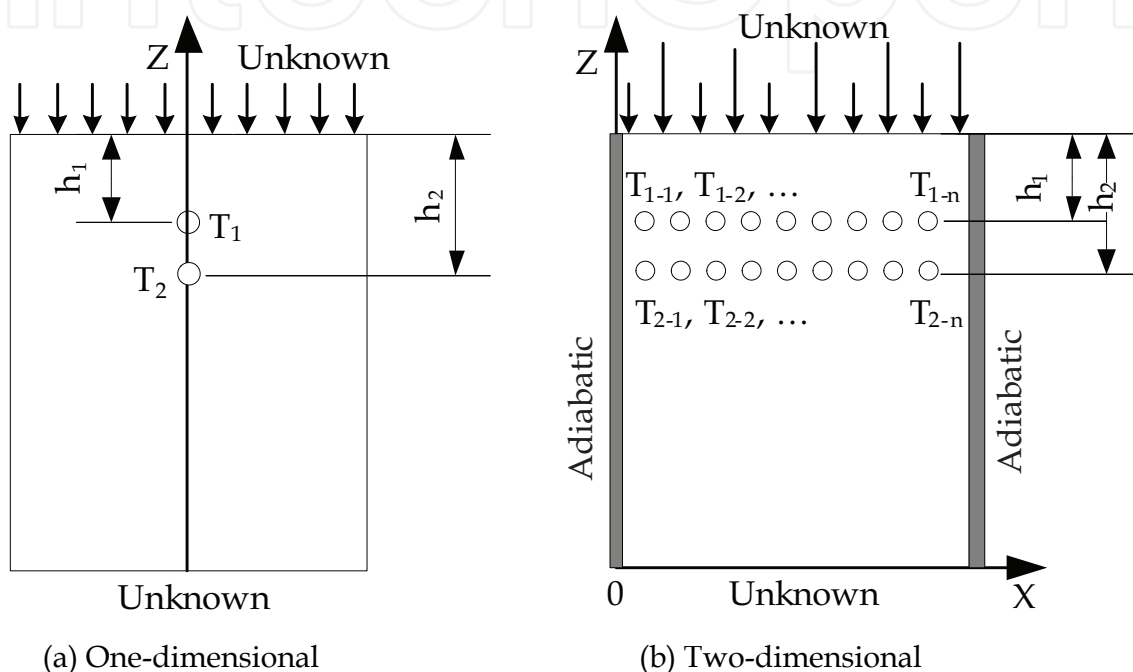 Unknown
Z
h₁
h₂
T₁
T₂
Unknown
(a) One-dimensional
Unknown
Z
T₁₋₁, T₁₋₂, ...
T₁₋ₙ
h₁
h₂
T₂₋₁, T₂₋₂, ...
T₂₋ₙ
Adiabatic
Adiabatic
0
Unknown
X
(b) Two-dimensional